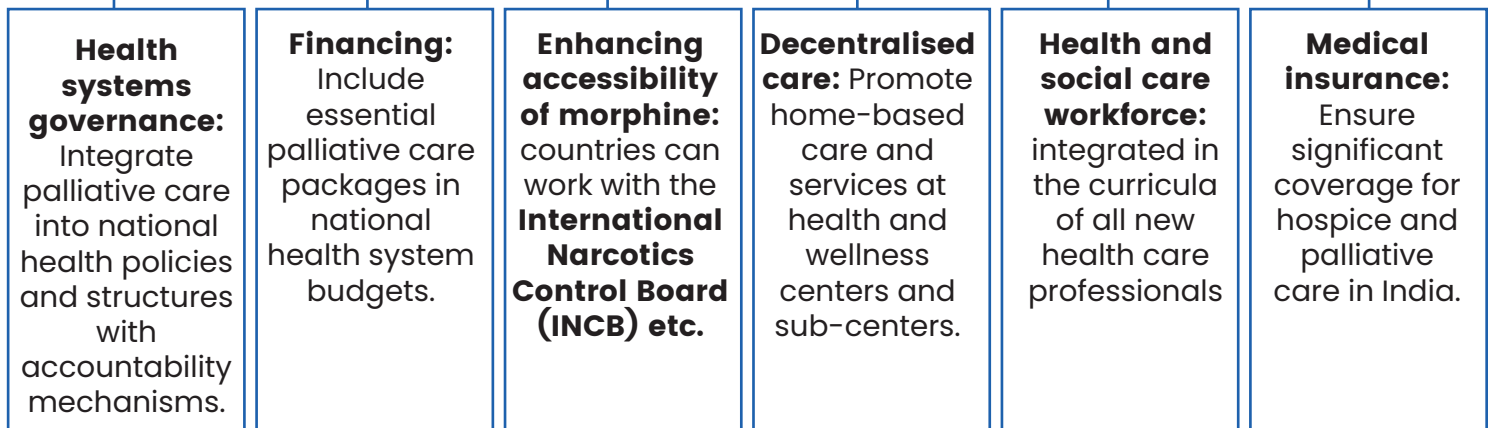 Health
systems
governance:
Integrate
palliative care
into national
health policies
and structures
with
accountability
mechanisms.
Financing:
Include
essential
palliative care
packages in
national
health system
budgets.
Enhancing
accessibility
of morphine:
countries can
work with the
International
Narcotics
Control Board
(INCB) etc.
Decentralised
care: Promote
home-based
care and
services at
health and
wellness
centers and
sub-centers.
Health and
social care
workforce:
integrated in
the curricula
of all new
health care
professionals
Medical
insurance:
Ensure
significant
coverage for
hospice and
palliative
care in India.